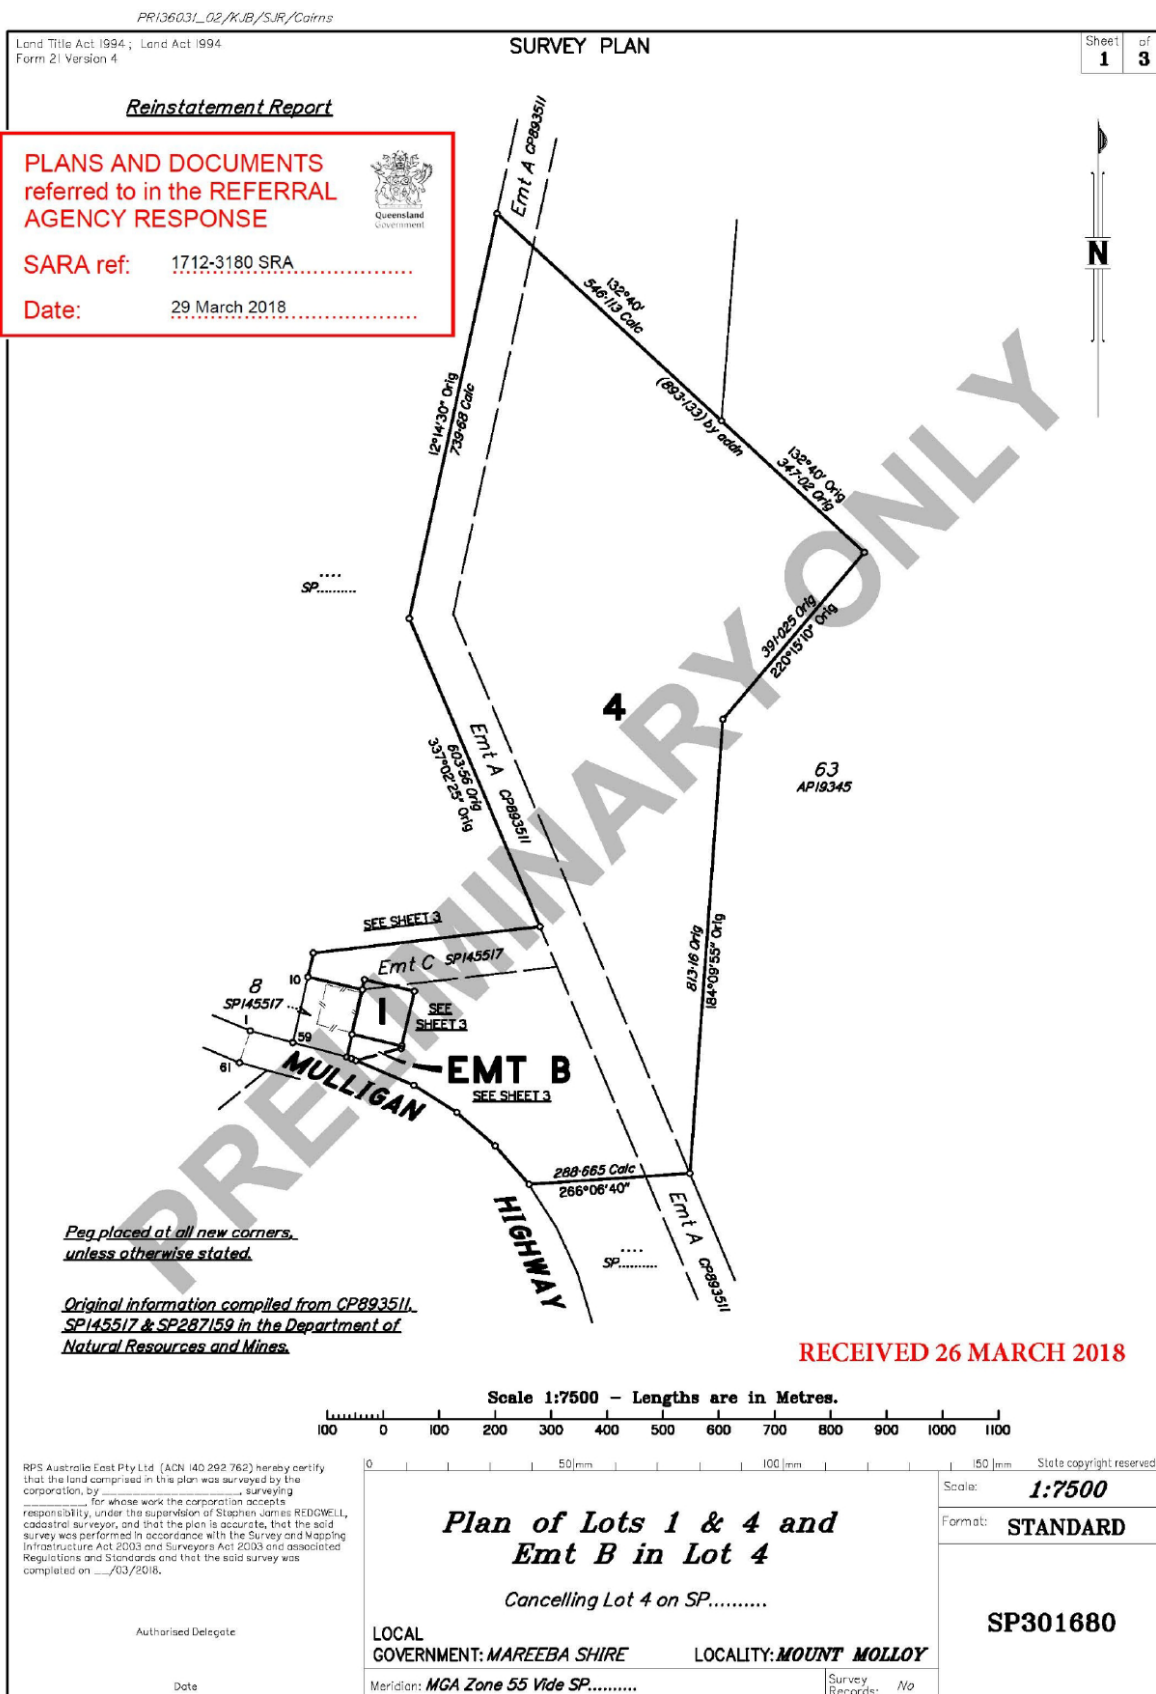 PR136031_02/KJB/SJR/Cairns
Land Title Act 1994 ; Land Act 1994
Form 21 Version 4
SURVEY PLAN
Sheet 1 of 3
Reinstatement Report
PLANS AND DOCUMENTS
referred to in the REFERRAL
AGENCY RESPONSE
Queensland
Government
SARA ref: 1712-3180 SRA
Date: 29 March 2018
N
Emt A CP893511
132°40'
546·113 Calc
(893·133) by addn
132°40' Orig
347·02 Orig
12°14'30" Orig
739·68 Calc
....
SP..........
391·025 Orig
220°15'10" Orig
4
63
AP19345
Emt A CP893511
603·56 Orig
337°02'25" Orig
813·16 Orig
184°09'55" Orig
SEE SHEET 3
Emt C SP145517
10
8
SP145517
1
SEE
SHEET 3
59
61
EMT B
SEE SHEET 3
MULLIGAN
HIGHWAY
288·665 Calc
266°06'40"
Emt A CP893511
....
SP..........
PRELIMINARY ONLY
Peg placed at all new corners,
unless otherwise stated.
Original information compiled from CP893511,
SP145517 & SP287159 in the Department of
Natural Resources and Mines.
RECEIVED 26 MARCH 2018
Scale 1:7500 – Lengths are in Metres.
100 0 100 200 300 400 500 600 700 800 900 1000 1100
0 50 mm 100 mm 150 mm State copyright reserved
RPS Australia East Pty Ltd (ACN 140 292 762) hereby certify
that the land comprised in this plan was surveyed by the
corporation, by ____________________, surveying
__________, for whose work the corporation accepts
responsibility, under the supervision of Stephen James REDGWELL,
cadastral surveyor, and that the plan is accurate, that the said
survey was performed in accordance with the Survey and Mapping
Infrastructure Act 2003 and Surveyors Act 2003 and associated
Regulations and Standards and that the said survey was
completed on ___/03/2018.
Authorised Delegate
Date
Plan of Lots 1 & 4 and
Emt B in Lot 4
Cancelling Lot 4 on SP..........
LOCAL
GOVERNMENT: MAREEBA SHIRE
LOCALITY: MOUNT MOLLOY
Meridian: MGA Zone 55 Vide SP..........
Survey
Records: No
Scale: 1:7500
Format: STANDARD
SP301680